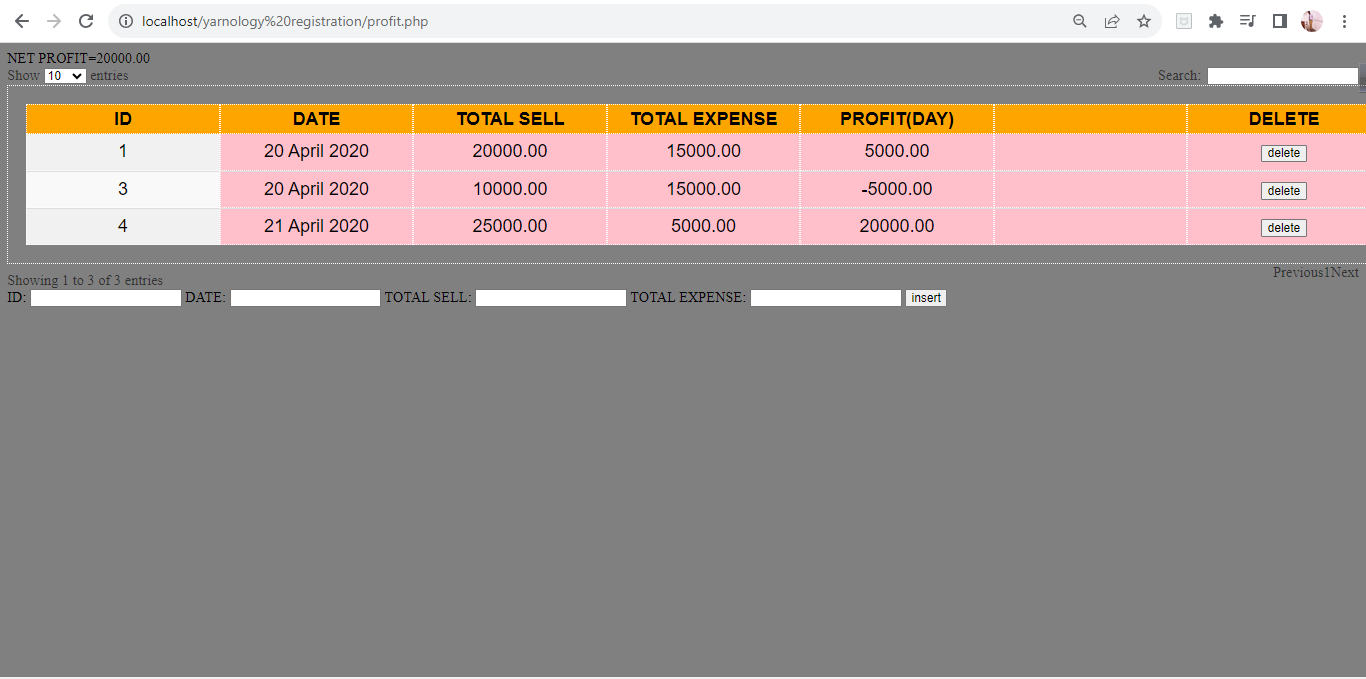 localhost/yarnology%20registration/profit.php
NET PROFIT=20000.00
Show 10 entries Search:
ID DATE TOTAL SELL TOTAL EXPENSE PROFIT(DAY) DELETE
1 20 April 2020 20000.00 15000.00 5000.00 delete
3 20 April 2020 10000.00 15000.00 -5000.00 delete
4 21 April 2020 25000.00 5000.00 20000.00 delete
Showing 1 to 3 of 3 entries Previous1Next
ID: DATE: TOTAL SELL: TOTAL EXPENSE: insert